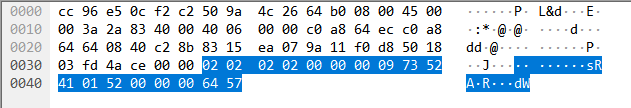 0000 cc 96 e5 0c f2 c2 50 9a 4c 26 64 b0 08 00 45 00 ······P· L&d···E·
0010 00 3a 2a 83 40 00 40 06 00 00 c0 a8 64 ec c0 a8 ·:*·@·@· ····d···
0020 64 64 08 40 c2 8b 83 15 ea 07 9a 11 f0 d8 50 18 dd·@···· ······P·
0030 03 fd 4a ce 00 00 02 02 02 02 00 00 00 09 73 52 ··J····· ······sR
0040 41 01 52 00 00 00 64 57 A·R···dW